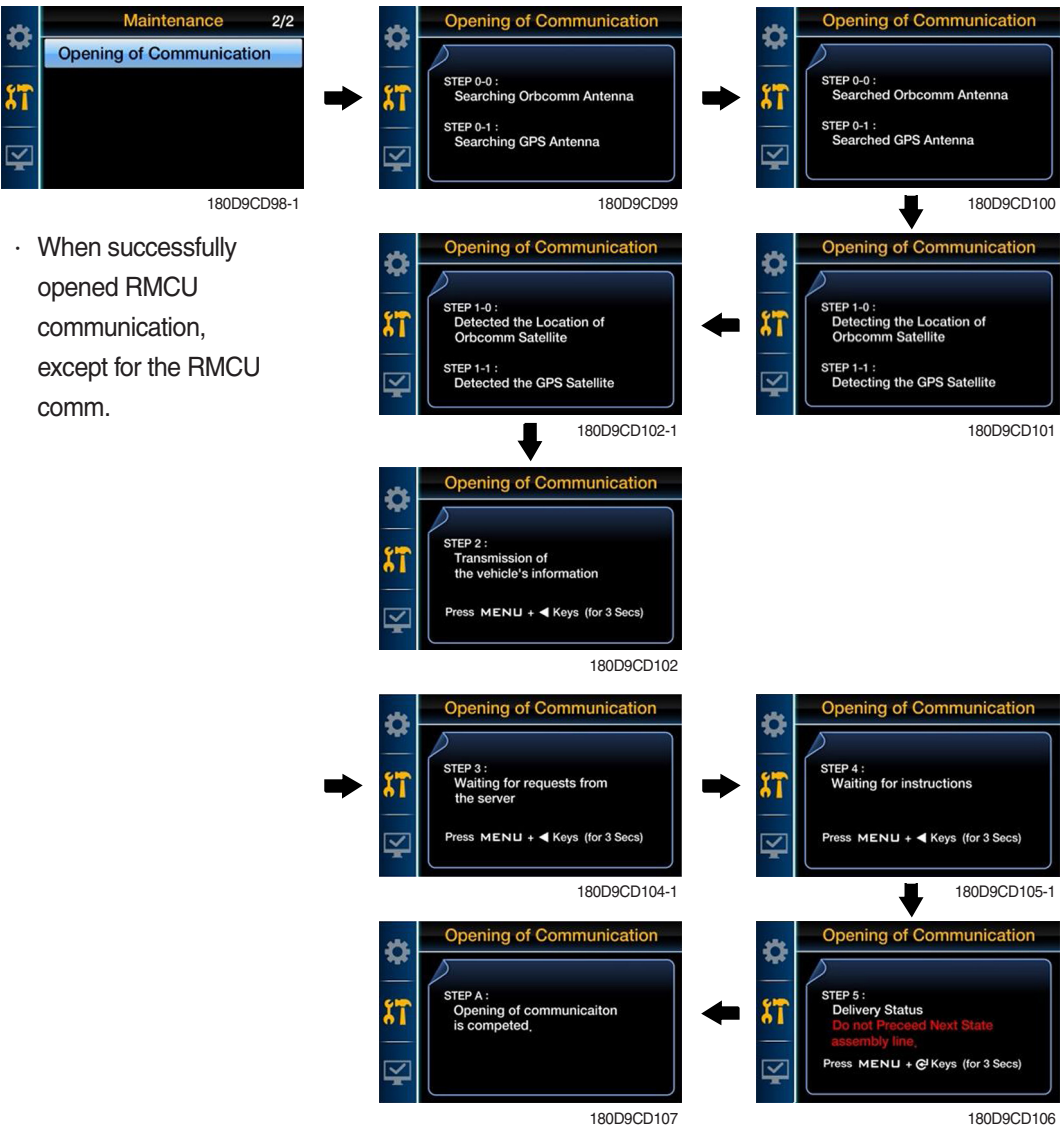 Maintenance 2/2
Opening of Communication
180D9CD98-1
Opening of Communication
STEP 0-0 :
Searching Orbcomm Antenna
STEP 0-1 :
Searching GPS Antenna
180D9CD99
Opening of Communication
STEP 0-0 :
Searched Orbcomm Antenna
STEP 0-1 :
Searched GPS Antenna
180D9CD100
· When successfully
opened RMCU
communication,
except for the RMCU
comm.
Opening of Communication
STEP 1-0 :
Detecting the Location of
Orbcomm Satellite
STEP 1-1 :
Detecting the GPS Satellite
180D9CD101
Opening of Communication
STEP 1-0 :
Detected the Location of
Orbcomm Satellite
STEP 1-1 :
Detected the GPS Satellite
180D9CD102-1
Opening of Communication
STEP 2 :
Transmission of
the vehicle's information
Press MENU + ◀ Keys (for 3 Secs)
180D9CD102
Opening of Communication
STEP 3 :
Waiting for requests from
the server
Press MENU + ◀ Keys (for 3 Secs)
180D9CD104-1
Opening of Communication
STEP 4 :
Waiting for instructions
Press MENU + ◀ Keys (for 3 Secs)
180D9CD105-1
Opening of Communication
STEP 5 :
Delivery Status
Do not Preceed Next State
assembly line.
Press MENU + Keys (for 3 Secs)
180D9CD106
Opening of Communication
STEP A :
Opening of communicaiton
is competed.
180D9CD107